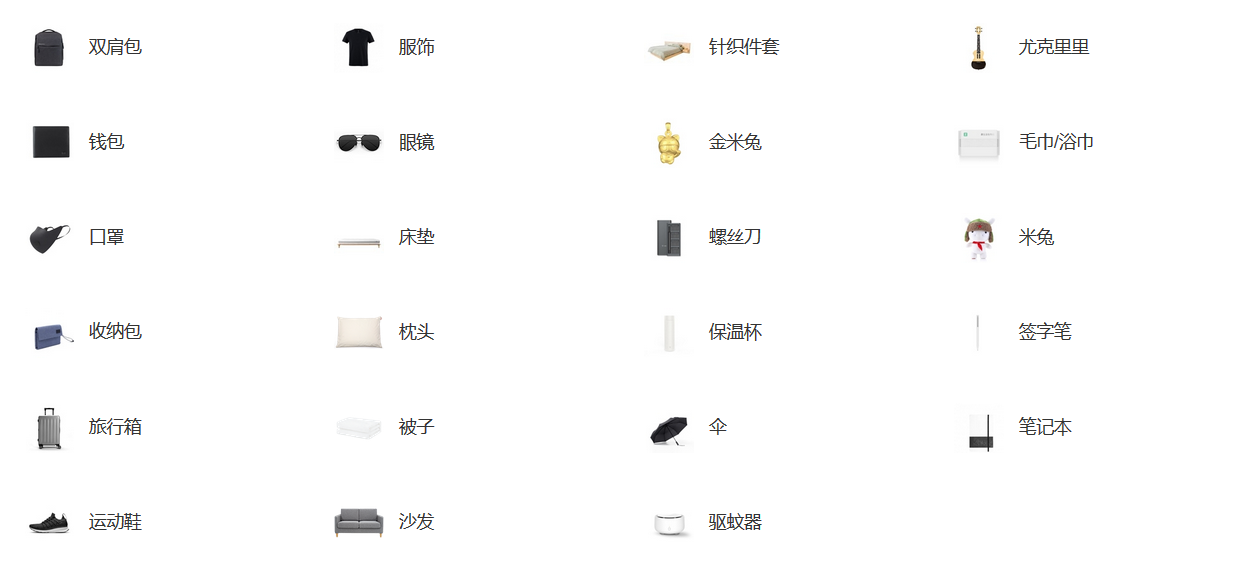 双肩包
服饰
针织件套
尤克里里
钱包
眼镜
金米兔
毛巾/浴巾
口罩
床垫
螺丝刀
米兔
收纳包
枕头
保温杯
签字笔
旅行箱
被子
伞
笔记本
运动鞋
沙发
驱蚊器